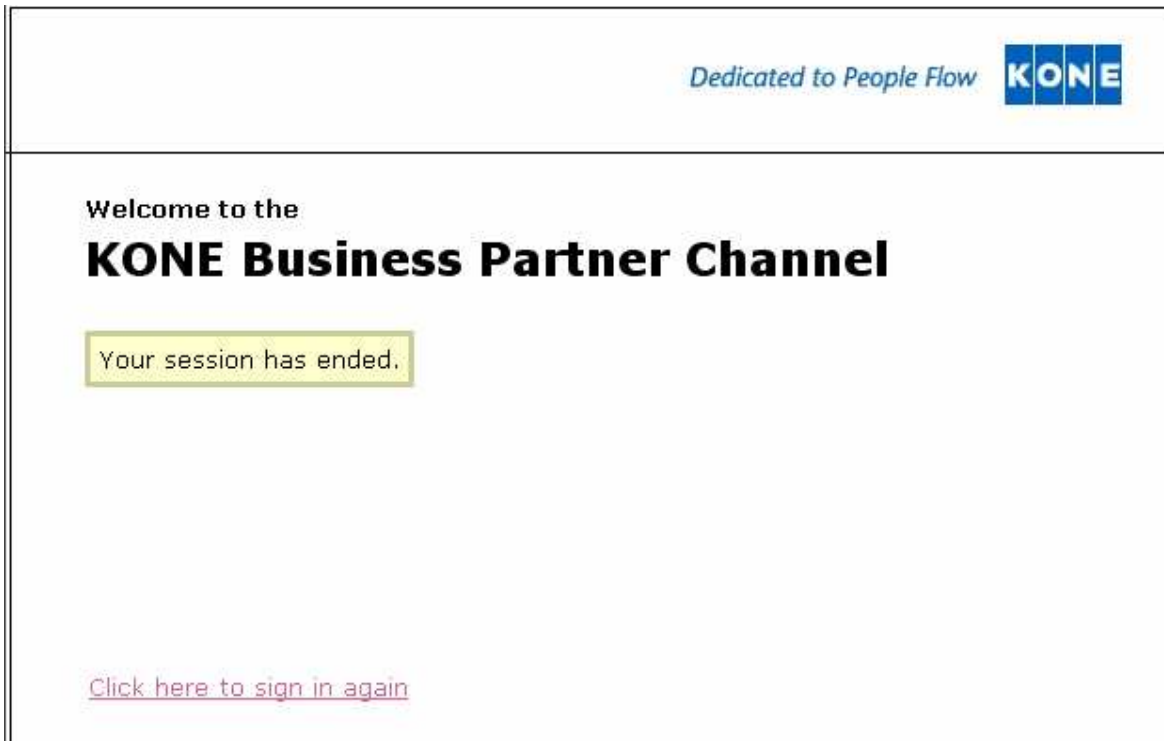 Dedicated to People Flow KONE
Welcome to the
KONE Business Partner Channel
Your session has ended.
Click here to sign in again